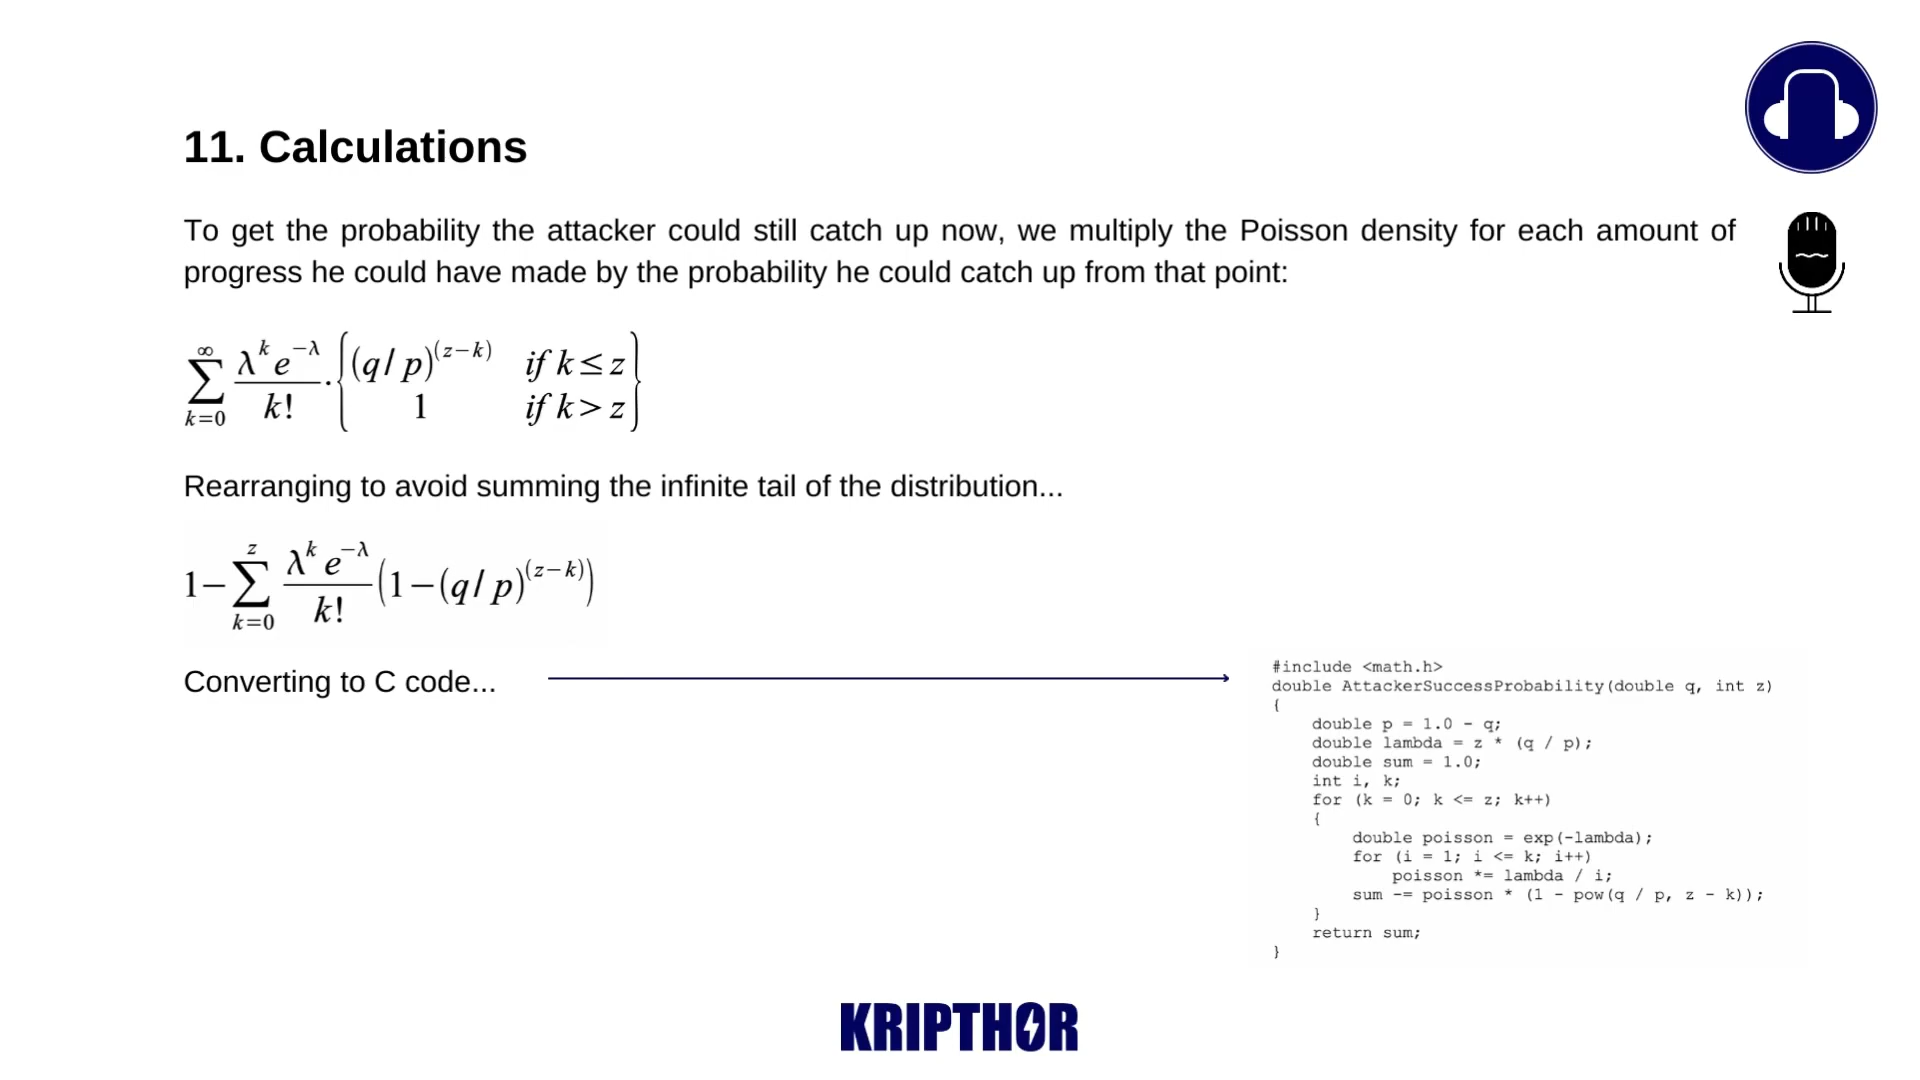 11. Calculations
To get the probability the attacker could still catch up now, we multiply the Poisson density for each amount of
progress he could have made by the probability he could catch up from that point:
∑_{k=0}^{∞} (λ^k e^{−λ} / k!) · { (q/p)^{(z−k)} if k≤z
1 if k>z }
Rearranging to avoid summing the infinite tail of the distribution...
1−∑_{k=0}^{z} (λ^k e^{−λ} / k!) (1−(q/p)^{(z−k)})
Converting to C code...
#include <math.h>
double AttackerSuccessProbability(double q, int z)
{
    double p = 1.0 - q;
    double lambda = z * (q / p);
    double sum = 1.0;
    int i, k;
    for (k = 0; k <= z; k++)
    {
        double poisson = exp(-lambda);
        for (i = 1; i <= k; i++)
            poisson *= lambda / i;
        sum -= poisson * (1 - pow(q / p, z - k));
    }
    return sum;
}
KRIPTHOR